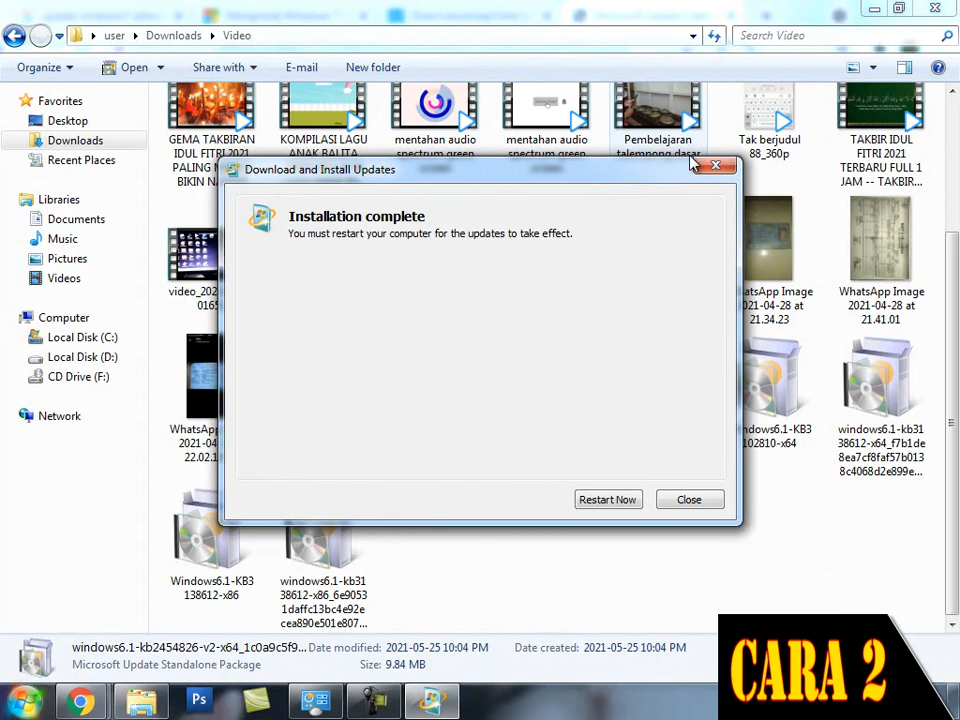 user ▸ Downloads ▸ Video
Search Video
Organize
Open
Share with
E-mail
New folder
Favorites
Desktop
Downloads
Recent Places
Libraries
Documents
Music
Pictures
Videos
Computer
Local Disk (C:)
Local Disk (D:)
CD Drive (F:)
Network
GEMA TAKBIRAN
IDUL FITRI 2021
PALING
BIKIN N
KOMPILASI LAGU
ANAK BALITA
mentahan audio
spectrum green
mentahan audio
spectrum green
Pembelajaran
talempong dasar
Tak berjudul
88_360p
TAKBIR IDUL
FITRI 2021
TERBARU FULL 1
JAM -- TAKBIR...
Download and Install Updates
Installation complete
You must restart your computer for the updates to take effect.
Restart Now
Close
video_202
0165
atsApp Image
2021-04-28 at
21.34.23
WhatsApp Image
2021-04-28 at
21.41.01
WhatsAp
2021-04
22.02.1
ndows6.1-KB3
102810-x64
windows6.1-kb3
138612-x64_f7b1de
8ea7cf8faf57b013
8c4068d2e899e...
Windows6.1-KB3
138612-x86
windows6.1-kb31
38612-x86_6e9053
1daffc13bc4e92e
cea890e501e807...
windows6.1-kb2454826-v2-x64_1c0a9c5f9...
Date modified: 2021-05-25 10:04 PM
Date created: 2021-05-25 10:04 PM
Microsoft Update Standalone Package
Size: 9.84 MB
Ps
CARA 2